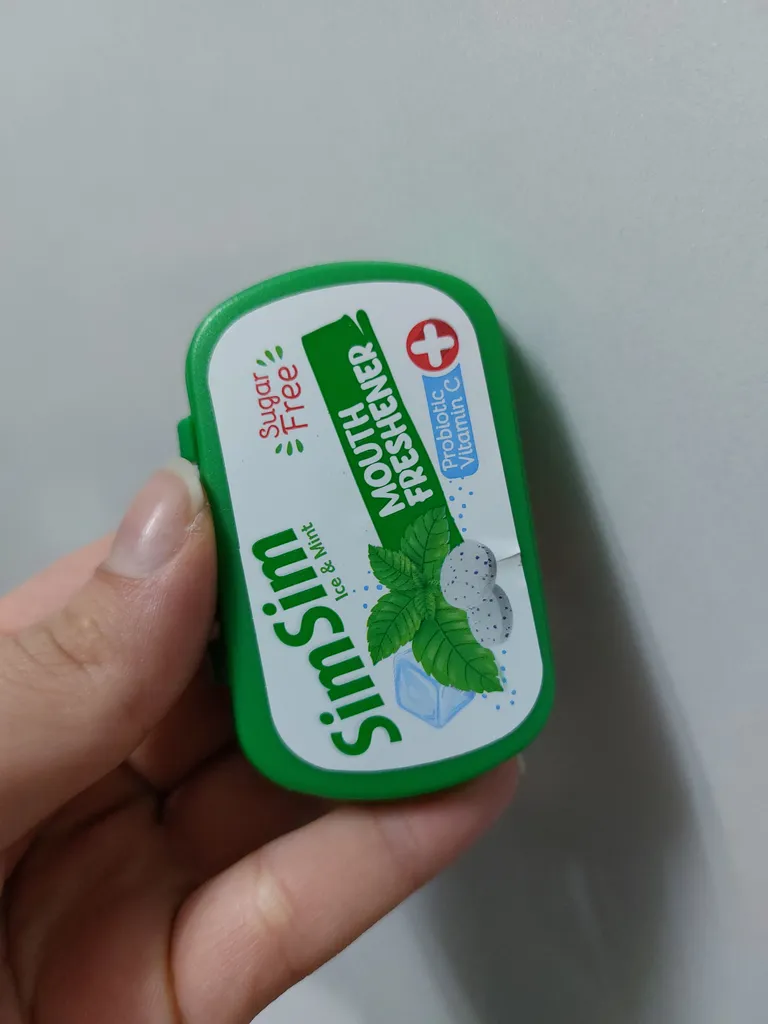 SimSim
Ice & Mint
Sugar
Free
MOUTH
FRESHENER
Probiotic
Vitamin C